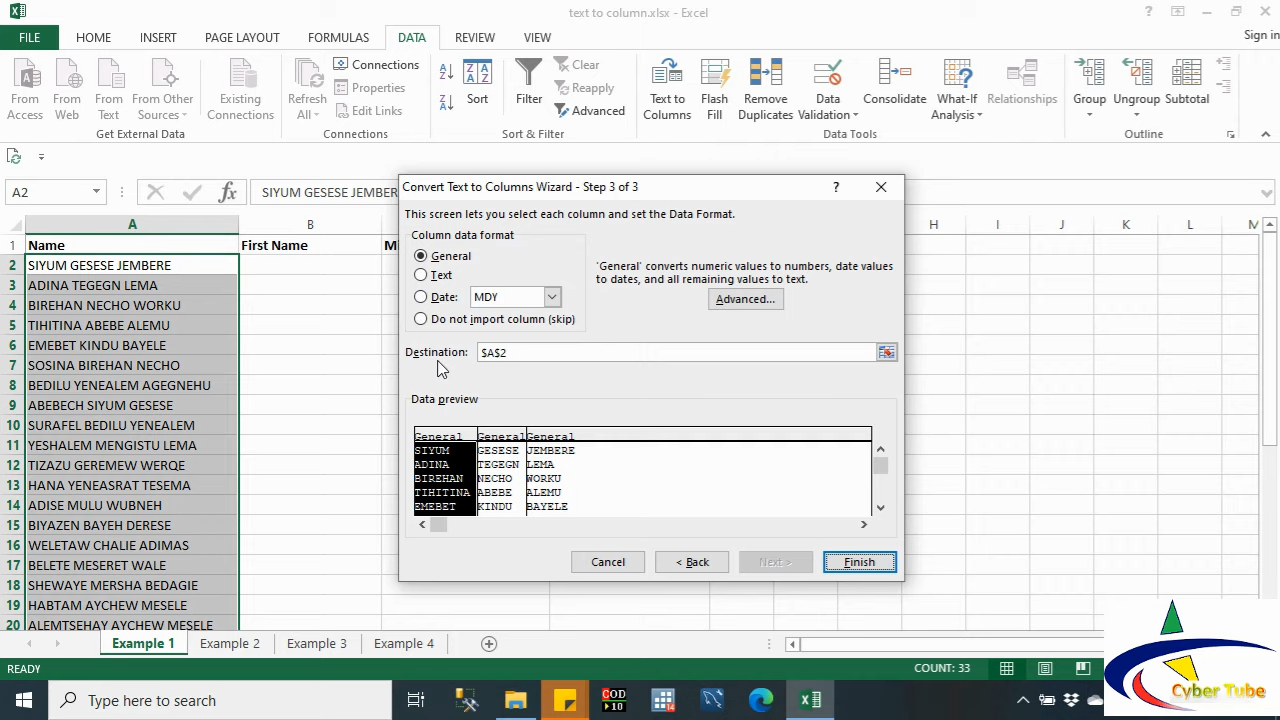 text to column.xlsx - Excel
?
Sign in
FILE HOME INSERT PAGE LAYOUT FORMULAS DATA REVIEW VIEW
From Access
From Web
From Text
From Other Sources
Existing Connections
Get External Data
Refresh All
Connections
Properties
Edit Links
Connections
Sort
Filter
Clear
Reapply
Advanced
Sort & Filter
Text to Columns
Flash Fill
Remove Duplicates
Data Validation
Consolidate
What-If Analysis
Relationships
Data Tools
Group
Ungroup
Subtotal
Outline
A2
fx
SIYUM GESESE JEMBER
A B H I J K L M
1 Name First Name Mi
2 SIYUM GESESE JEMBERE
3 ADINA TEGEGN LEMA
4 BIREHAN NECHO WORKU
5 TIHITINA ABEBE ALEMU
6 EMEBET KINDU BAYELE
7 SOSINA BIREHAN NECHO
8 BEDILU YENEALEM AGEGNEHU
9 ABEBECH SIYUM GESESE
10 SURAFEL BEDILU YENEALEM
11 YESHALEM MENGISTU LEMA
12 TIZAZU GEREMEW WERQE
13 HANA YENEASRAT TESEMA
14 ADISE MULU WUBNEH
15 BIYAZEN BAYEH DERESE
16 WELETAW CHALIE ADIMAS
17 BELETE MESERET WALE
18 SHEWAYE MERSHA BEDAGIE
19 HABTAM AYCHEW MESELE
20 ALEMTSEHAY AYCHEW MESELE
Convert Text to Columns Wizard - Step 3 of 3
?
This screen lets you select each column and set the Data Format.
Column data format
General
Text
Date: MDY
Do not import column (skip)
'General' converts numeric values to numbers, date values
to dates, and all remaining values to text.
Advanced...
Destination: $A$2
Data preview
General General General
SIYUM GESESE JEMBERE
ADINA TEGEGN LEMA
BIREHAN NECHO WORKU
TIHITINA ABEBE ALEMU
EMEBET KINDU BAYELE
Cancel < Back Next > Finish
Example 1 Example 2 Example 3 Example 4
READY
COUNT: 33
Type here to search
COD
10
Cyber Tube